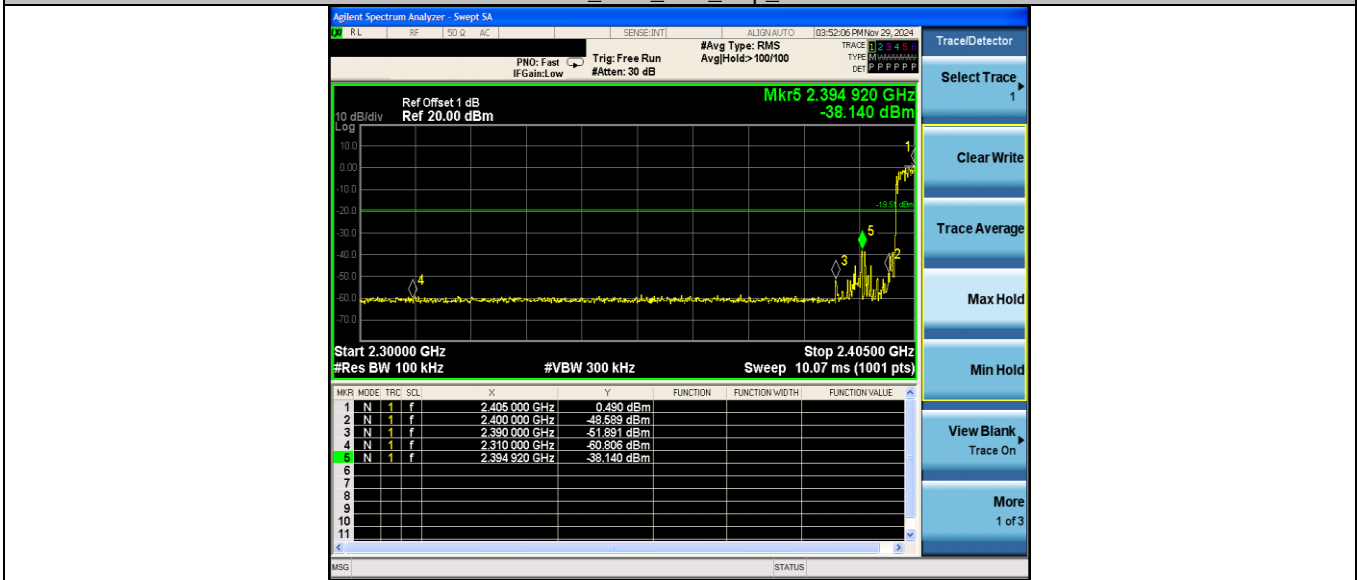 Agilent Spectrum Analyzer - Swept SA
RL RF 50 Ω AC SENSE:INT ALIGNAUTO 03:52:06 PM Nov 29, 2024
PNO: Fast
IFGain:Low
Trig: Free Run
#Atten: 30 dB
#Avg Type: RMS
Avg|Hold>100/100
TRACE 1 2 3 4 5 6
TYPE M W W W W W
DET P P P P P P
Mkr5 2.394 920 GHz
-38.140 dBm
Ref Offset 1 dB
10 dB/div Ref 20.00 dBm
Log
10.0
0.00
-10.0
-20.0
-30.0
-40.0
-50.0
-60.0
-70.0
-19.51 dBm
1
5
2
3
4
Start 2.30000 GHz Stop 2.40500 GHz
#Res BW 100 kHz #VBW 300 kHz Sweep 10.07 ms (1001 pts)
MKR MODE TRC SCL X Y FUNCTION FUNCTION WIDTH FUNCTION VALUE
1 N 1 f 2.405 000 GHz 0.490 dBm
2 N 1 f 2.400 000 GHz -48.589 dBm
3 N 1 f 2.390 000 GHz -51.891 dBm
4 N 1 f 2.310 000 GHz -60.806 dBm
5 N 1 f 2.394 920 GHz -38.140 dBm
6
7
8
9
10
11
MSG STATUS
Trace/Detector
Select Trace
1
Clear Write
Trace Average
Max Hold
Min Hold
View Blank
Trace On
More
1 of 3